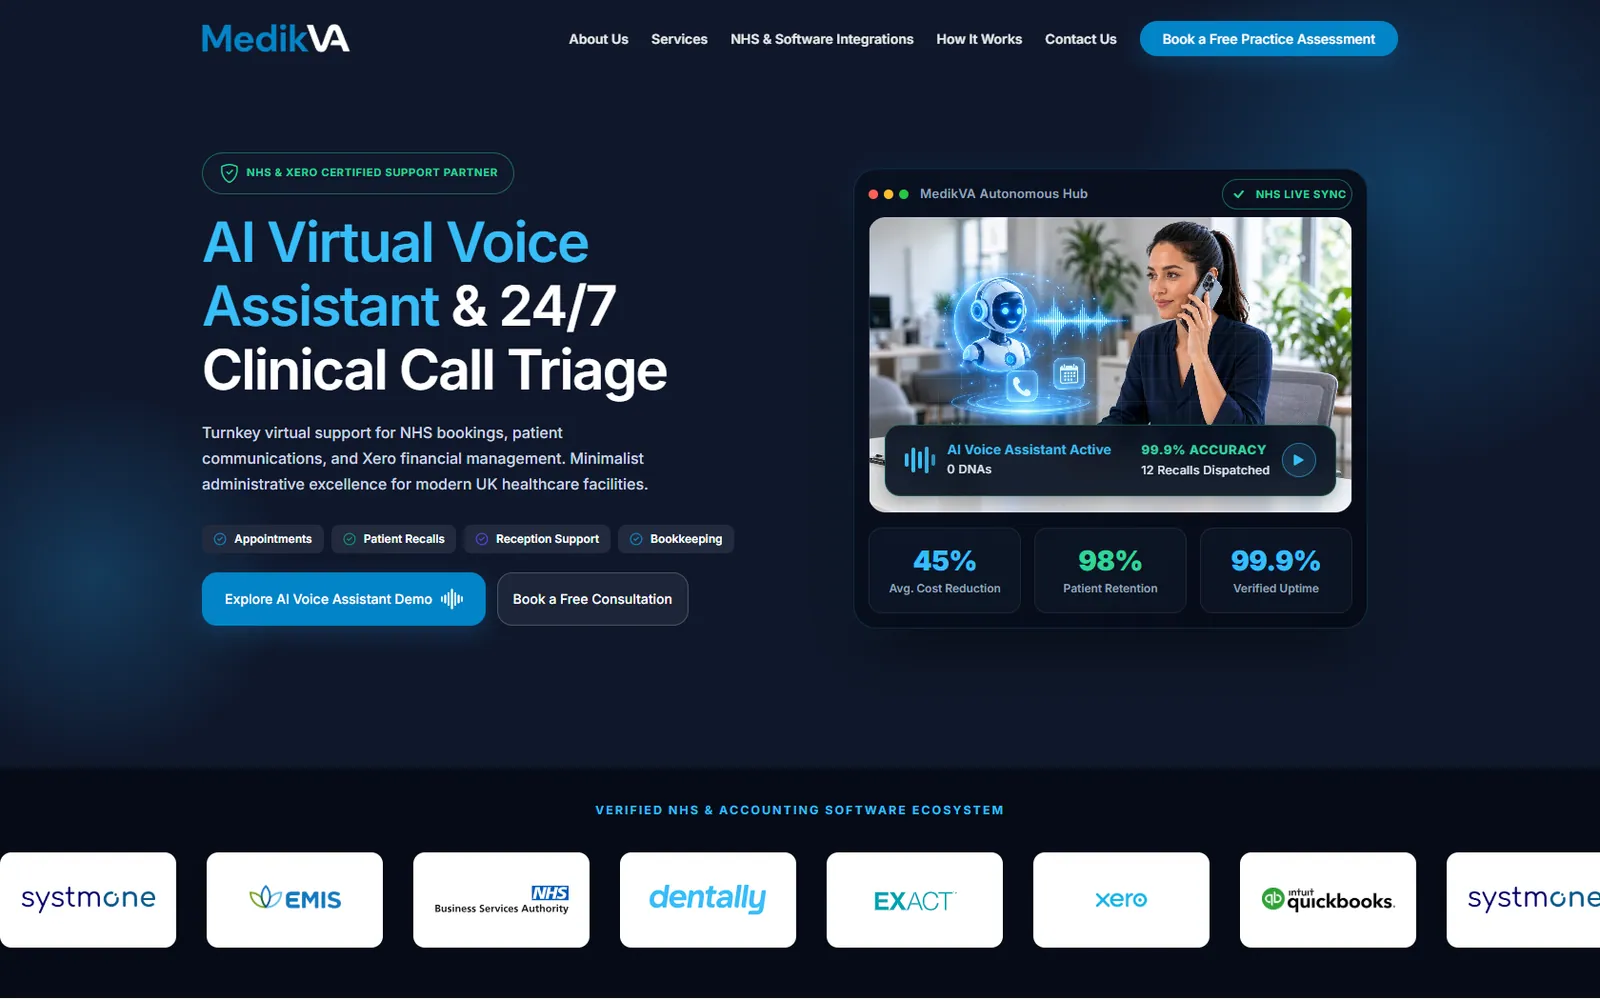 MedikVA
About Us
Services
NHS & Software Integrations
How It Works
Contact Us
Book a Free Practice Assessment
NHS & XERO CERTIFIED SUPPORT PARTNER
AI Virtual Voice
Assistant & 24/7
Clinical Call Triage
Turnkey virtual support for NHS bookings, patient
communications, and Xero financial management. Minimalist
administrative excellence for modern UK healthcare facilities.
Appointments
Patient Recalls
Reception Support
Bookkeeping
Explore AI Voice Assistant Demo
Book a Free Consultation
MedikVA Autonomous Hub
NHS LIVE SYNC
AI Voice Assistant Active
0 DNAs
99.9% ACCURACY
12 Recalls Dispatched
45%
Avg. Cost Reduction
98%
Patient Retention
99.9%
Verified Uptime
VERIFIED NHS & ACCOUNTING SOFTWARE ECOSYSTEM
systmone
EMIS
NHS
Business Services Authority
dentally
EXACT
xero
qb
intuit
quickbooks.
systmone